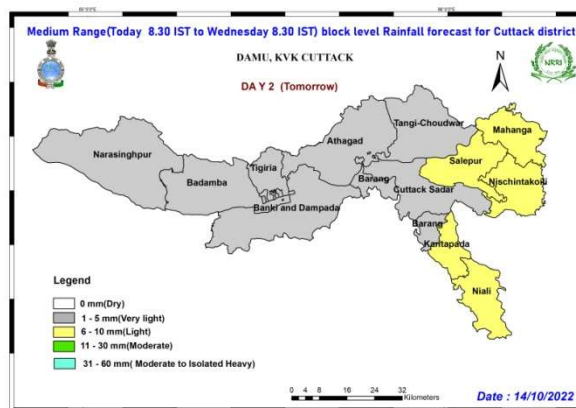 Medium Range(Today 8.30 IST to Wednesday 8.30 IST) block level Rainfall forecast for Cuttack district
DAMU, KVK CUTTACK
N
NRRI
DA Y 2 (Tomorrow)
Tangi-Choudwar
Mahanga
Athagad
Narasinghpur
Salepur
Tigiria
Badamba
Barang
Nischintakoili
Cuttack Sadar
Banki and Dampada
Barang
Kantapada
Niali
Legend
0 mm(Dry)
1 - 5 mm(Very light)
6 - 10 mm(Light)
11 - 30 mm(Moderate)
31 - 60 mm( Moderate to Isolated Heavy)
0 4 8 16 24 32
Kilometers
Date : 14/10/2022